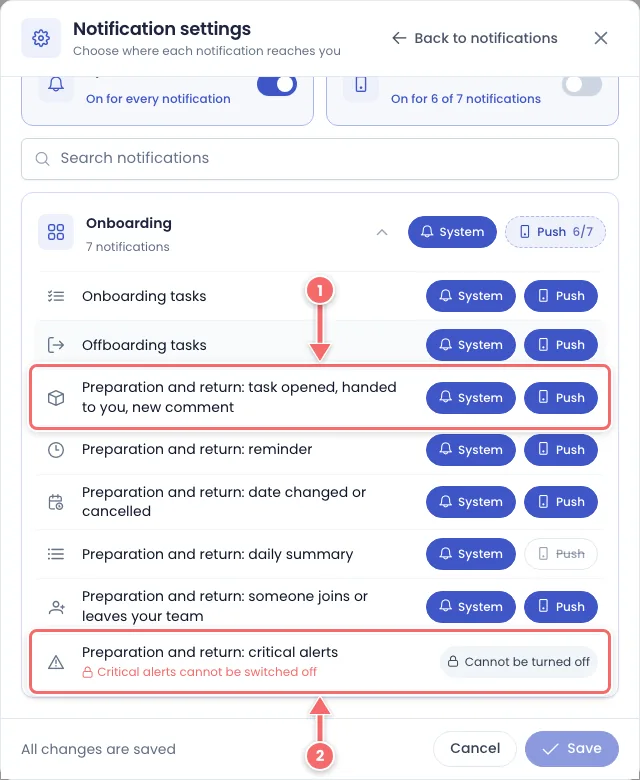 Notification settings
Choose where each notification reaches you
Back to notifications
On for every notification
On for 6 of 7 notifications
Search notifications
Onboarding
7 notifications
System
Push 6/7
1
Onboarding tasks
System
Push
Offboarding tasks
System
Push
Preparation and return: task opened, handed
to you, new comment
System
Push
Preparation and return: reminder
System
Push
Preparation and return: date changed or
cancelled
System
Push
Preparation and return: daily summary
System
Push
Preparation and return: someone joins or
leaves your team
System
Push
Preparation and return: critical alerts
Critical alerts cannot be switched off
Cannot be turned off
All changes are saved
2
Cancel
Save